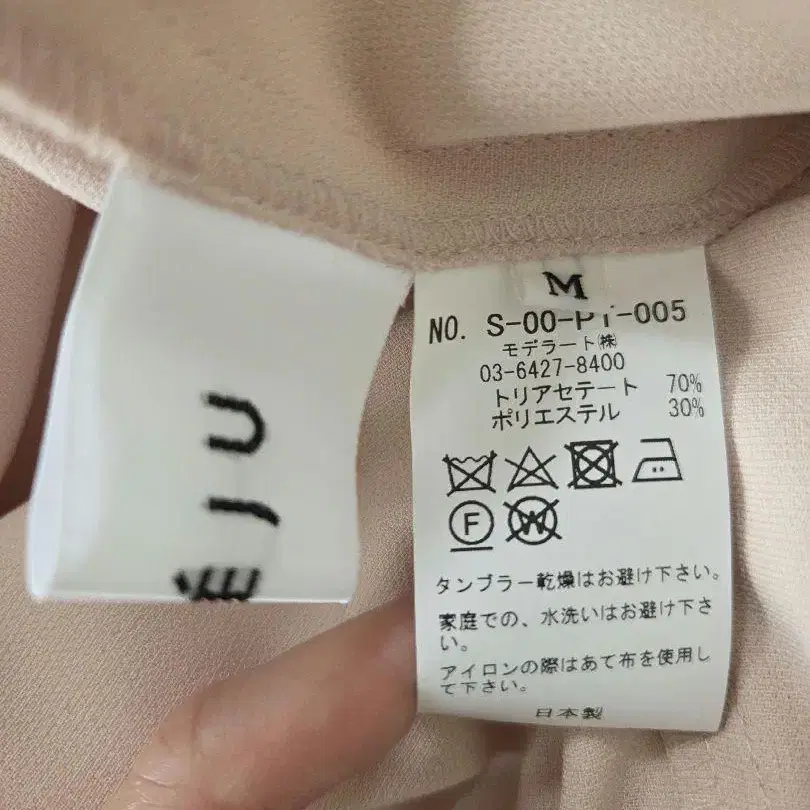 JU
M
NO. S-00-PT-005
モデラート㈱
03-6427-8400
トリアセテート 70%
ポリエステル 30%
F W
タンブラー乾燥はお避け下さい。
家庭での、水洗いはお避け下さ
い。
アイロンの際はあて布を使用し
て下さい。
日本製